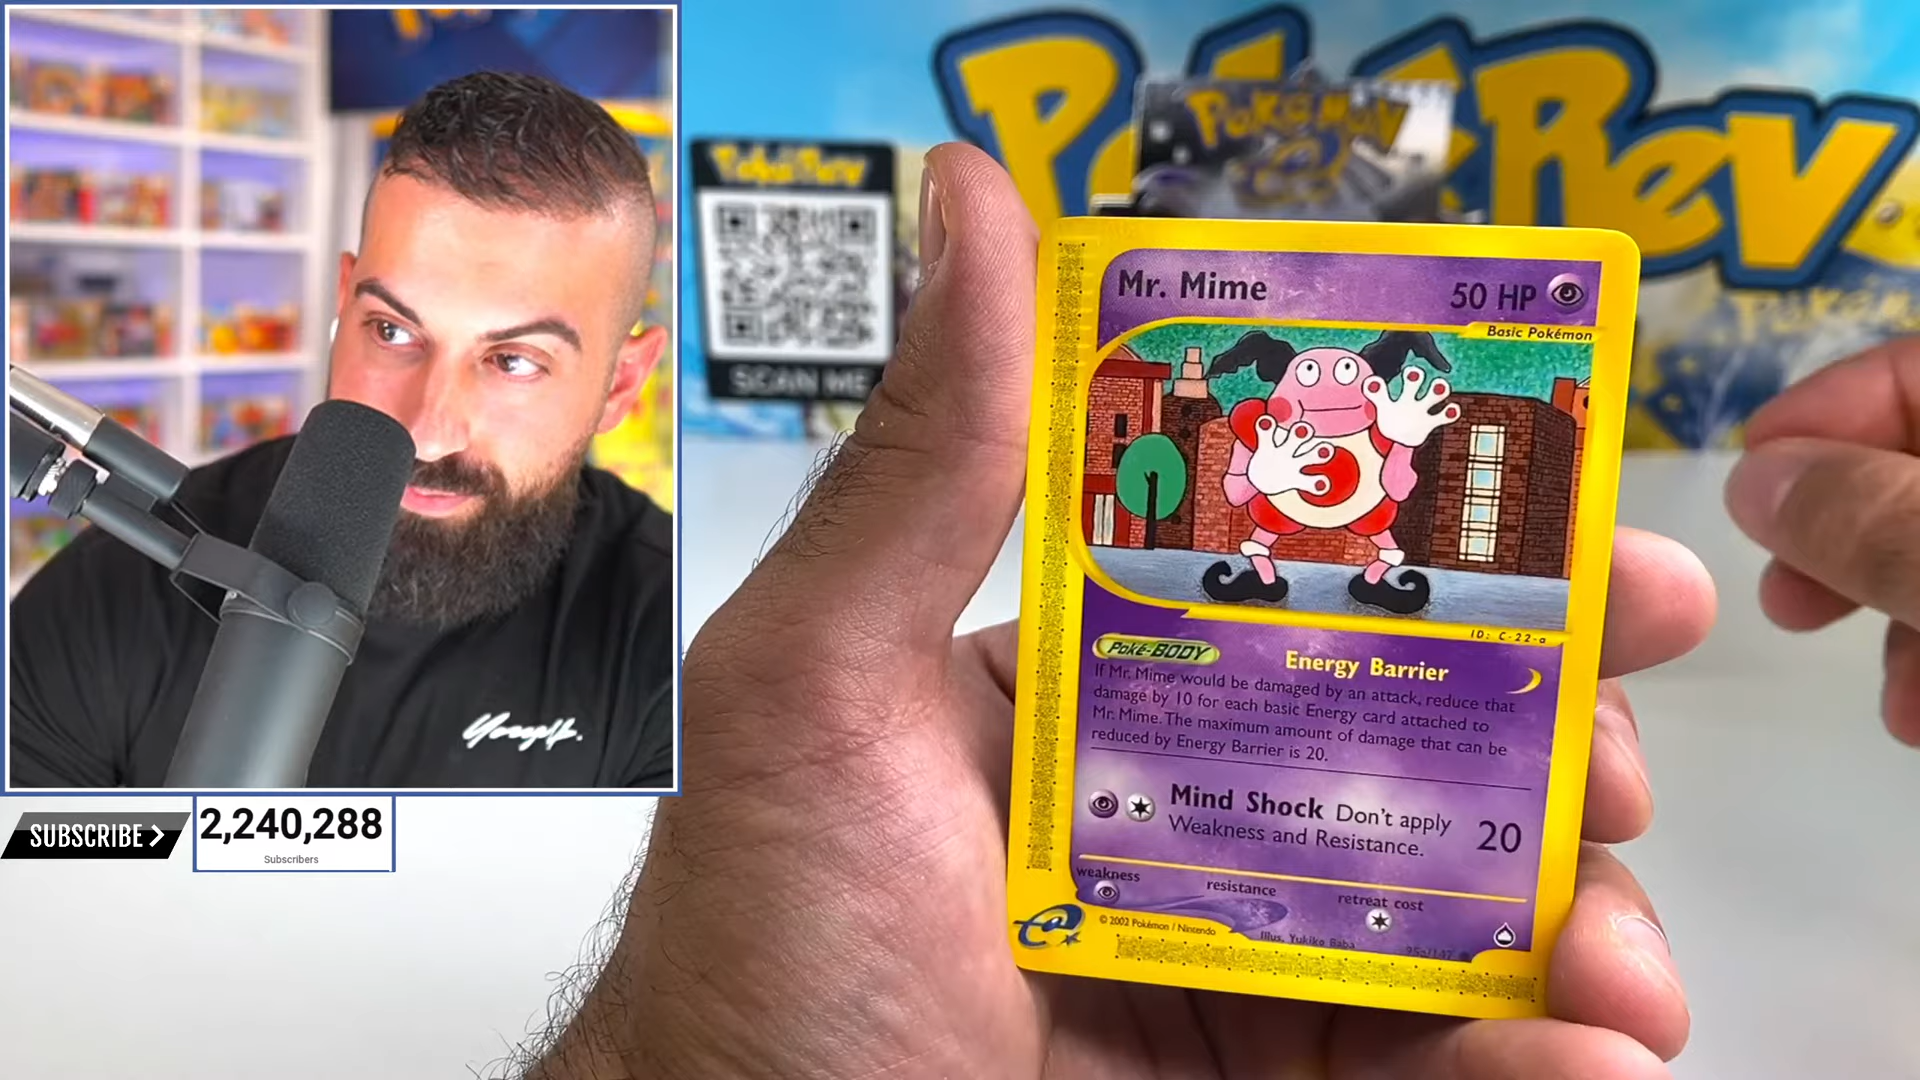 PokéRev
Pokémon
PokéRev
SCAN ME
Mr. Mime 50 HP
Basic Pokémon
ID: C-22-a
Poké-BODY Energy Barrier
If Mr. Mime would be damaged by an attack, reduce that
damage by 10 for each basic Energy card attached to
Mr. Mime. The maximum amount of damage that can be
reduced by Energy Barrier is 20.
Mind Shock Don't apply 20
Weakness and Resistance.
weakness resistance retreat cost
© 2002 Pokémon / Nintendo
Illus. Yukiko Baba
SUBSCRIBE
2,240,288
Subscribers